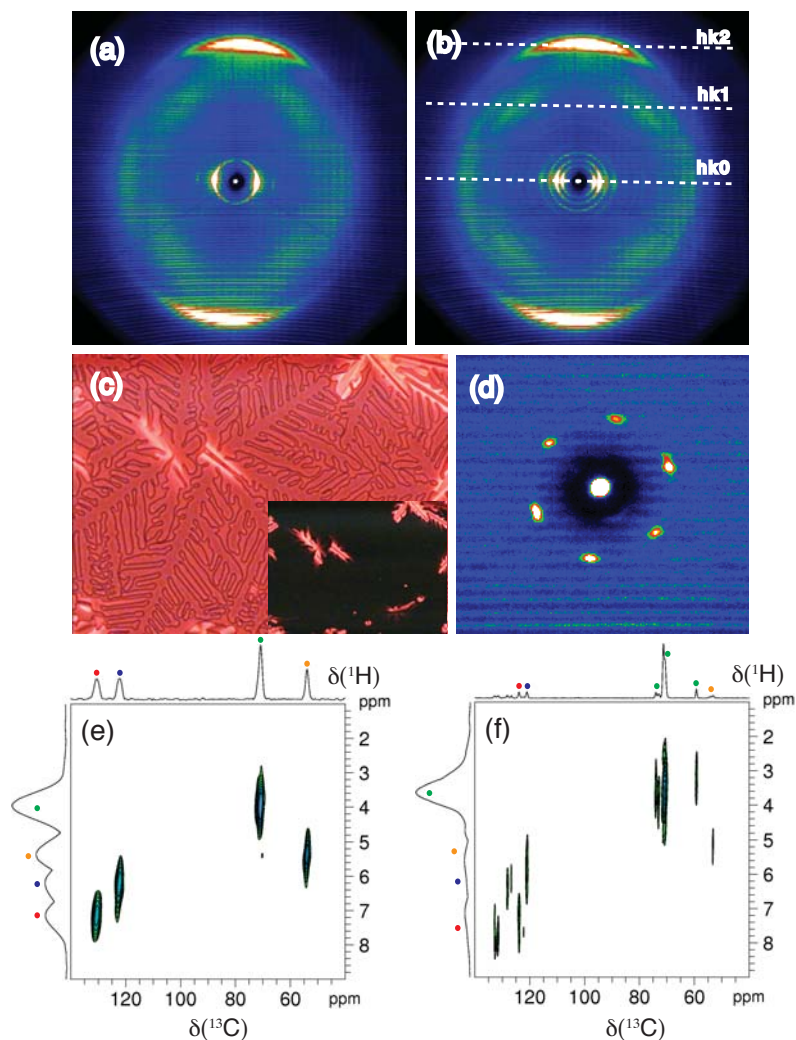 (a)
(b)
hk2
hk1
hk0
(c)
(d)
δ(¹H)
ppm
(e)
2
3
4
5
6
7
8
120 100 80 60 ppm
δ(¹³C)
δ(¹H)
ppm
(f)
2
3
4
5
6
7
8
120 100 80 60 ppm
δ(¹³C)